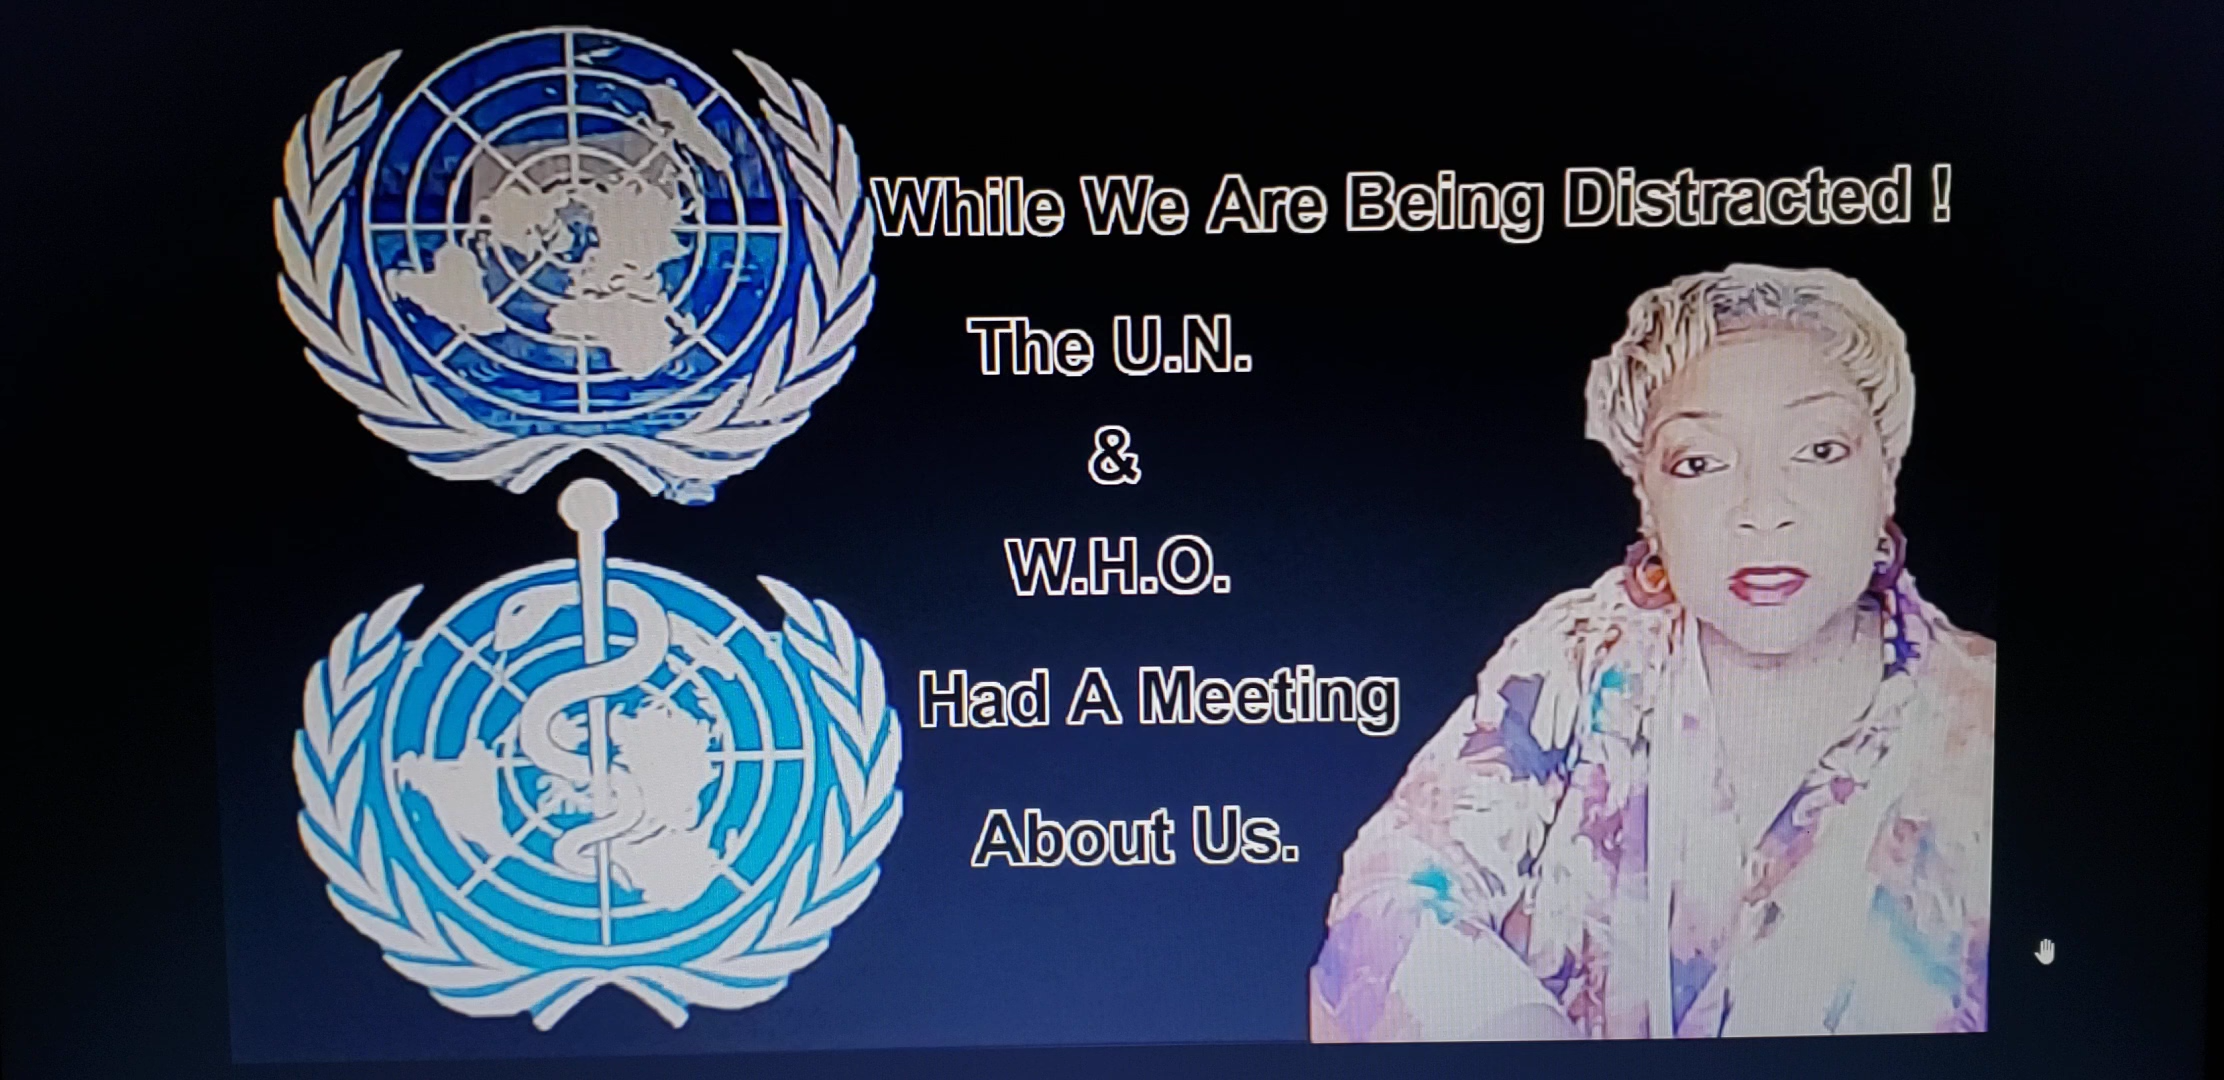 While We Are Being Distracted !
The U.N.
&
W.H.O.
Had A Meeting
About Us.